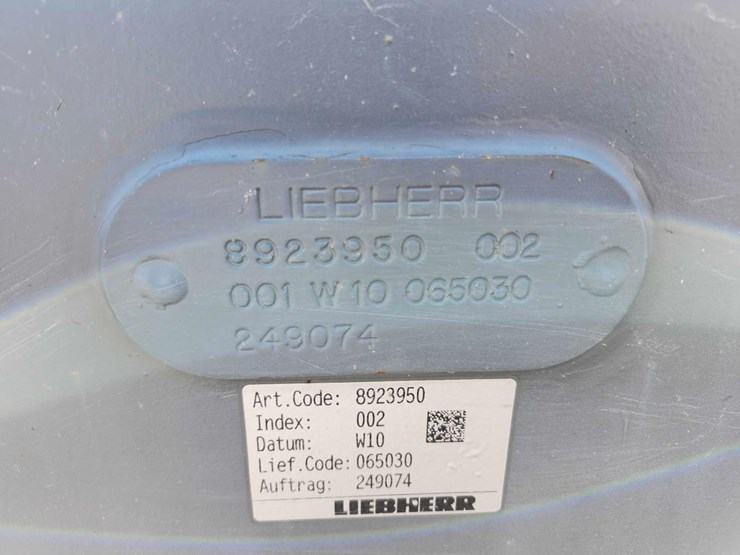 LIEBHERR
8923950 002
001 W10 065030
249074
Art.Code: 8923950
Index: 002
Datum: W10
Lief.Code: 065030
Auftrag: 249074
LIEBHERR